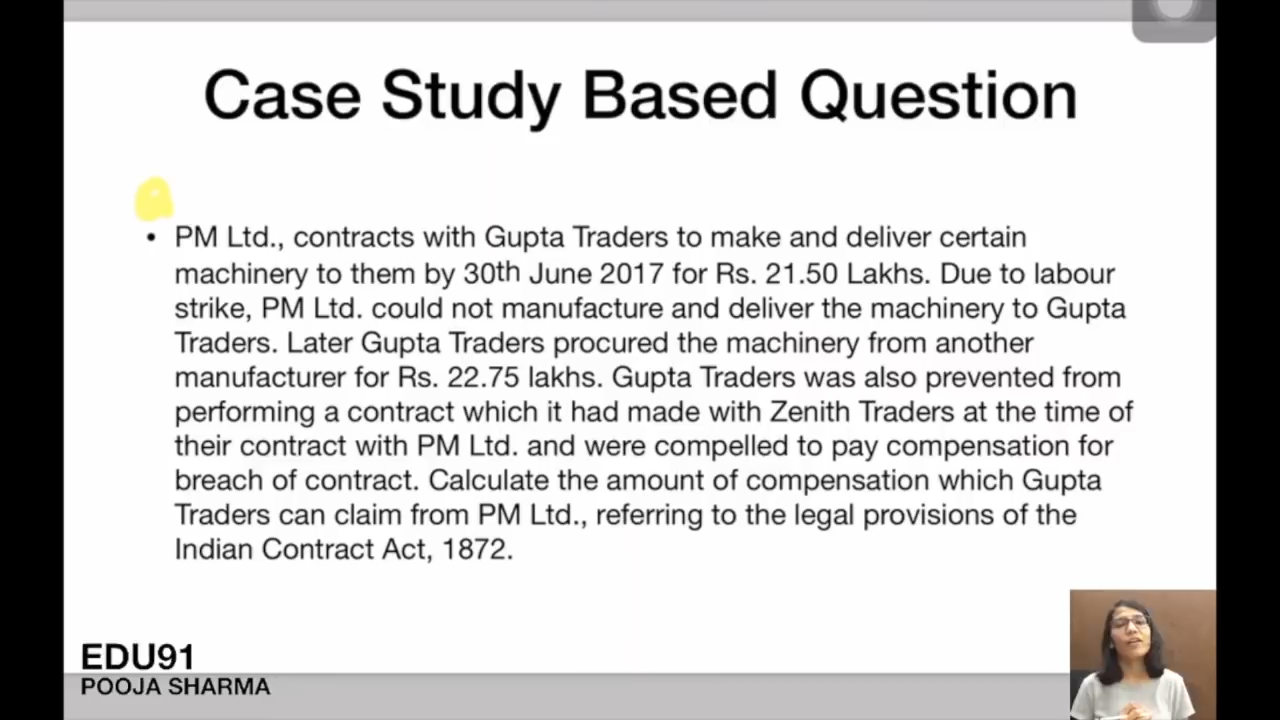 Case Study Based Question
• PM Ltd., contracts with Gupta Traders to make and deliver certain
machinery to them by 30th June 2017 for Rs. 21.50 Lakhs. Due to labour
strike, PM Ltd. could not manufacture and deliver the machinery to Gupta
Traders. Later Gupta Traders procured the machinery from another
manufacturer for Rs. 22.75 lakhs. Gupta Traders was also prevented from
performing a contract which it had made with Zenith Traders at the time of
their contract with PM Ltd. and were compelled to pay compensation for
breach of contract. Calculate the amount of compensation which Gupta
Traders can claim from PM Ltd., referring to the legal provisions of the
Indian Contract Act, 1872.
EDU91
POOJA SHARMA